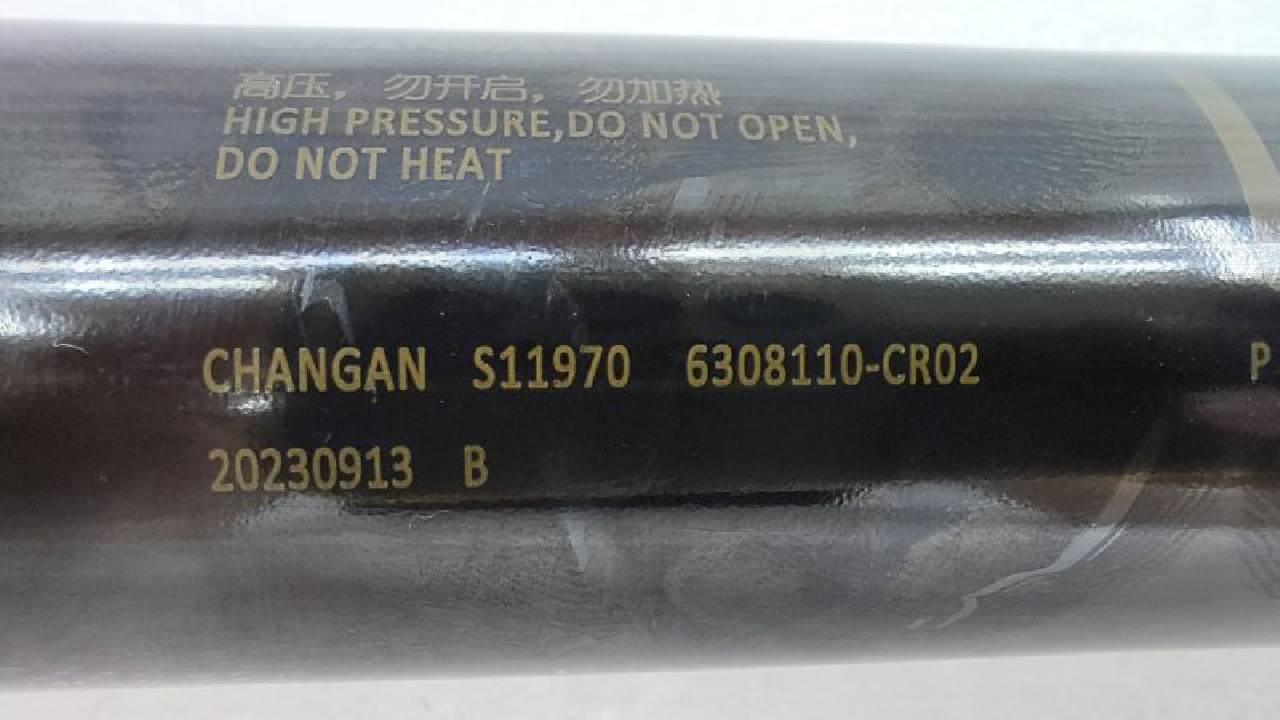 高压，勿开启，勿加热
HIGH PRESSURE,DO NOT OPEN,
DO NOT HEAT
CHANGAN S11970 6308110-CR02 P
20230913 B